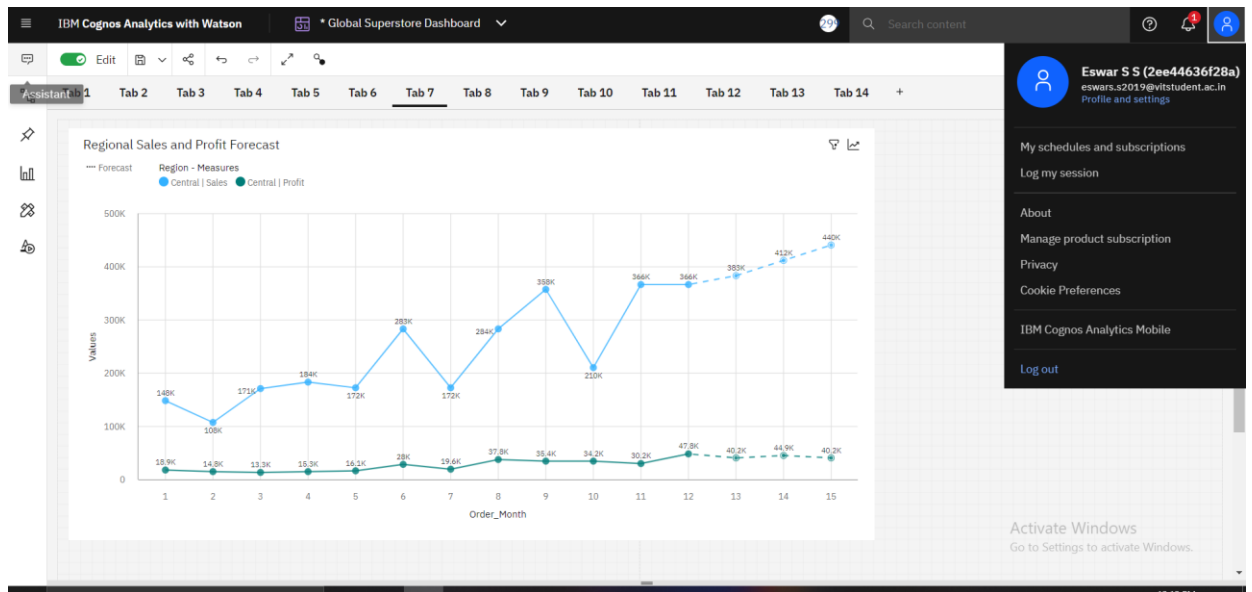 IBM Cognos Analytics with Watson
* Global Superstore Dashboard
299
Search content
Edit
Assistant
Tab 1 Tab 2 Tab 3 Tab 4 Tab 5 Tab 6 Tab 7 Tab 8 Tab 9 Tab 10 Tab 11 Tab 12 Tab 13 Tab 14 +
Eswar S S (2ee44636f28a)
eswars.s2019@vitstudent.ac.in
Profile and settings
My schedules and subscriptions
Log my session
About
Manage product subscription
Privacy
Cookie Preferences
IBM Cognos Analytics Mobile
Log out
Regional Sales and Profit Forecast
Forecast
Region - Measures
Central | Sales Central | Profit
Values
500K
400K
300K
200K
100K
0
148K 108K 171K 184K 172K 283K 172K 284K 358K 210K 366K 366K 383K 412K 440K
18.9K 14.8K 13.3K 15.3K 16.1K 28K 19.6K 37.8K 35.4K 34.2K 30.2K 47.8K 40.2K 44.9K 40.2K
1 2 3 4 5 6 7 8 9 10 11 12 13 14 15
Order_Month
Activate Windows
Go to Settings to activate Windows.